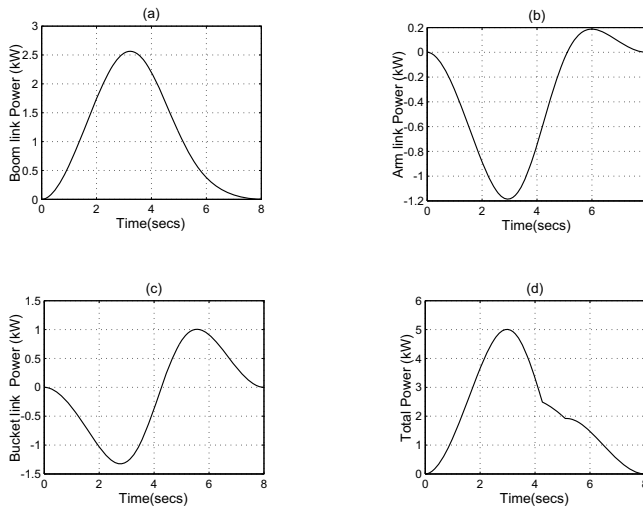 (a)
Boom link Power (kW)
3
2.5
2
1.5
1
0.5
0
0 2 4 6 8
Time(secs)
(b)
Arm link Power (kW)
0.2
0
-0.2
-0.4
-0.6
-0.8
-1
-1.2
0 2 4 6 8
Time(secs)
(c)
Bucket link Power (kW)
1.5
1
0.5
0
-0.5
-1
-1.5
0 2 4 6 8
Time(secs)
(d)
Total Power (kW)
6
5
4
3
2
1
0
0 2 4 6 8
Time(secs)